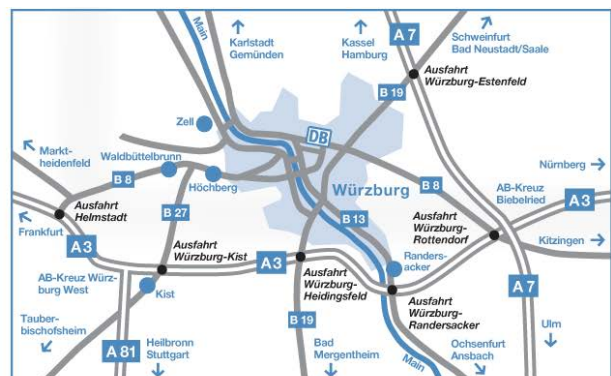 Main
Karlstadt
Gemünden
Kassel
Hamburg
A 7
Schweinfurt
Bad Neustadt/Saale
Ausfahrt
Würzburg-Estenfeld
B 19
Zell
DB
Markt-
heidenfeld
Waldbüttelbrunn
B 8
Höchberg
Würzburg
B 8
Nürnberg
AB-Kreuz
Biebelried
A 3
Ausfahrt
Helmstadt
B 27
B 13
Ausfahrt
Würzburg-
Rottendorf
Kitzingen
Frankfurt
A 3
Ausfahrt
Würzburg-Kist
A 3
Randers-
acker
AB-Kreuz Würz-
burg West
Kist
Ausfahrt
Würzburg-
Heidingsfeld
Ausfahrt
Würzburg-
Randersacker
A 7
Tauber-
bischofsheim
A 81
Heilbronn
Stuttgart
B 19
Bad
Mergentheim
Main
Ochsenfurt
Ansbach
Ulm